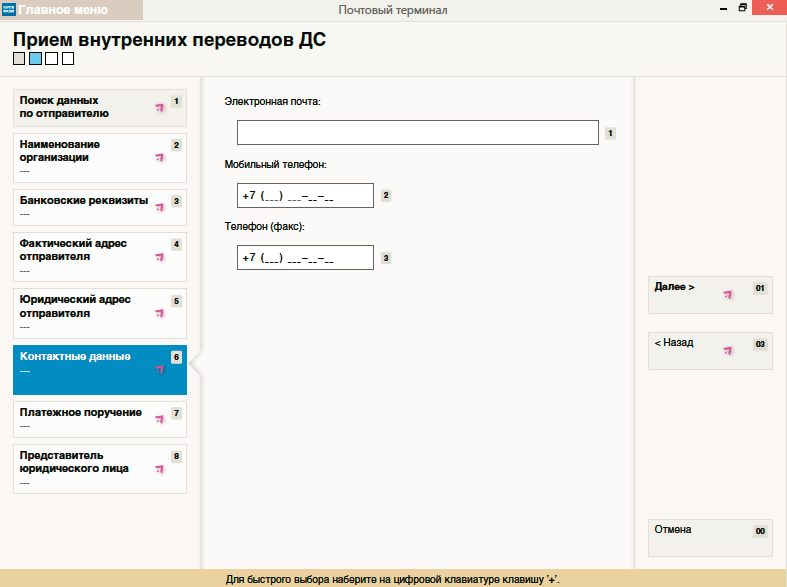 Главное меню
Почтовый терминал
Прием внутренних переводов ДС
Поиск данных
по отправителю
1
Наименование
организации
2
---
Банковские реквизиты
3
---
Фактический адрес
отправителя
4
---
Юридический адрес
отправителя
5
---
Контактные данные
6
---
Платежное поручение
7
---
Представитель
юридического лица
8
---
Электронная почта:
1
Мобильный телефон:
+7 (___) ___-__-__
2
Телефон (факс):
+7 (___) ___-__-__
3
Далее >
01
< Назад
03
Отмена
00
Для быстрого выбора наберите на цифровой клавиатуре клавишу '+'.